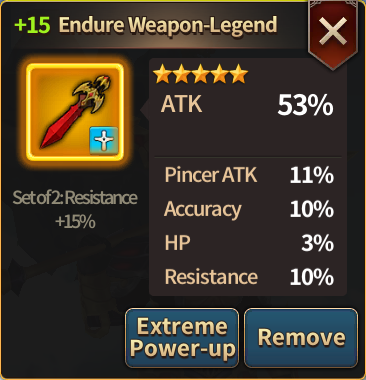 +15 Endure Weapon-Legend
ATK 53%
Pincer ATK 11%
Accuracy 10%
HP 3%
Resistance 10%
Set of 2: Resistance
+15%
Extreme
Power-up
Remove